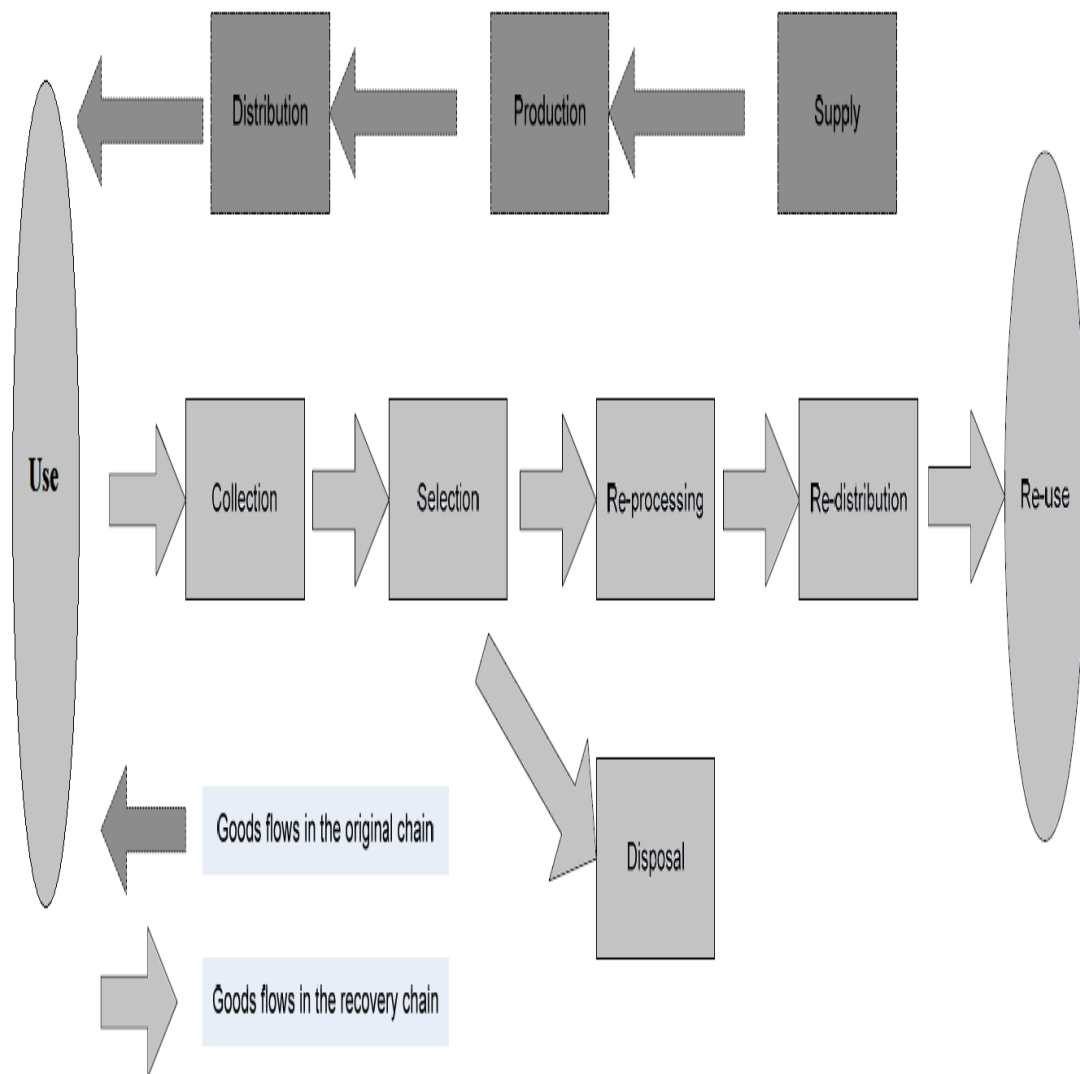 Distribution
Production
Supply
Use
Collection
Selection
Re-processing
Re-distribution
Re-use
Disposal
Goods flows in the original chain
Goods flows in the recovery chain